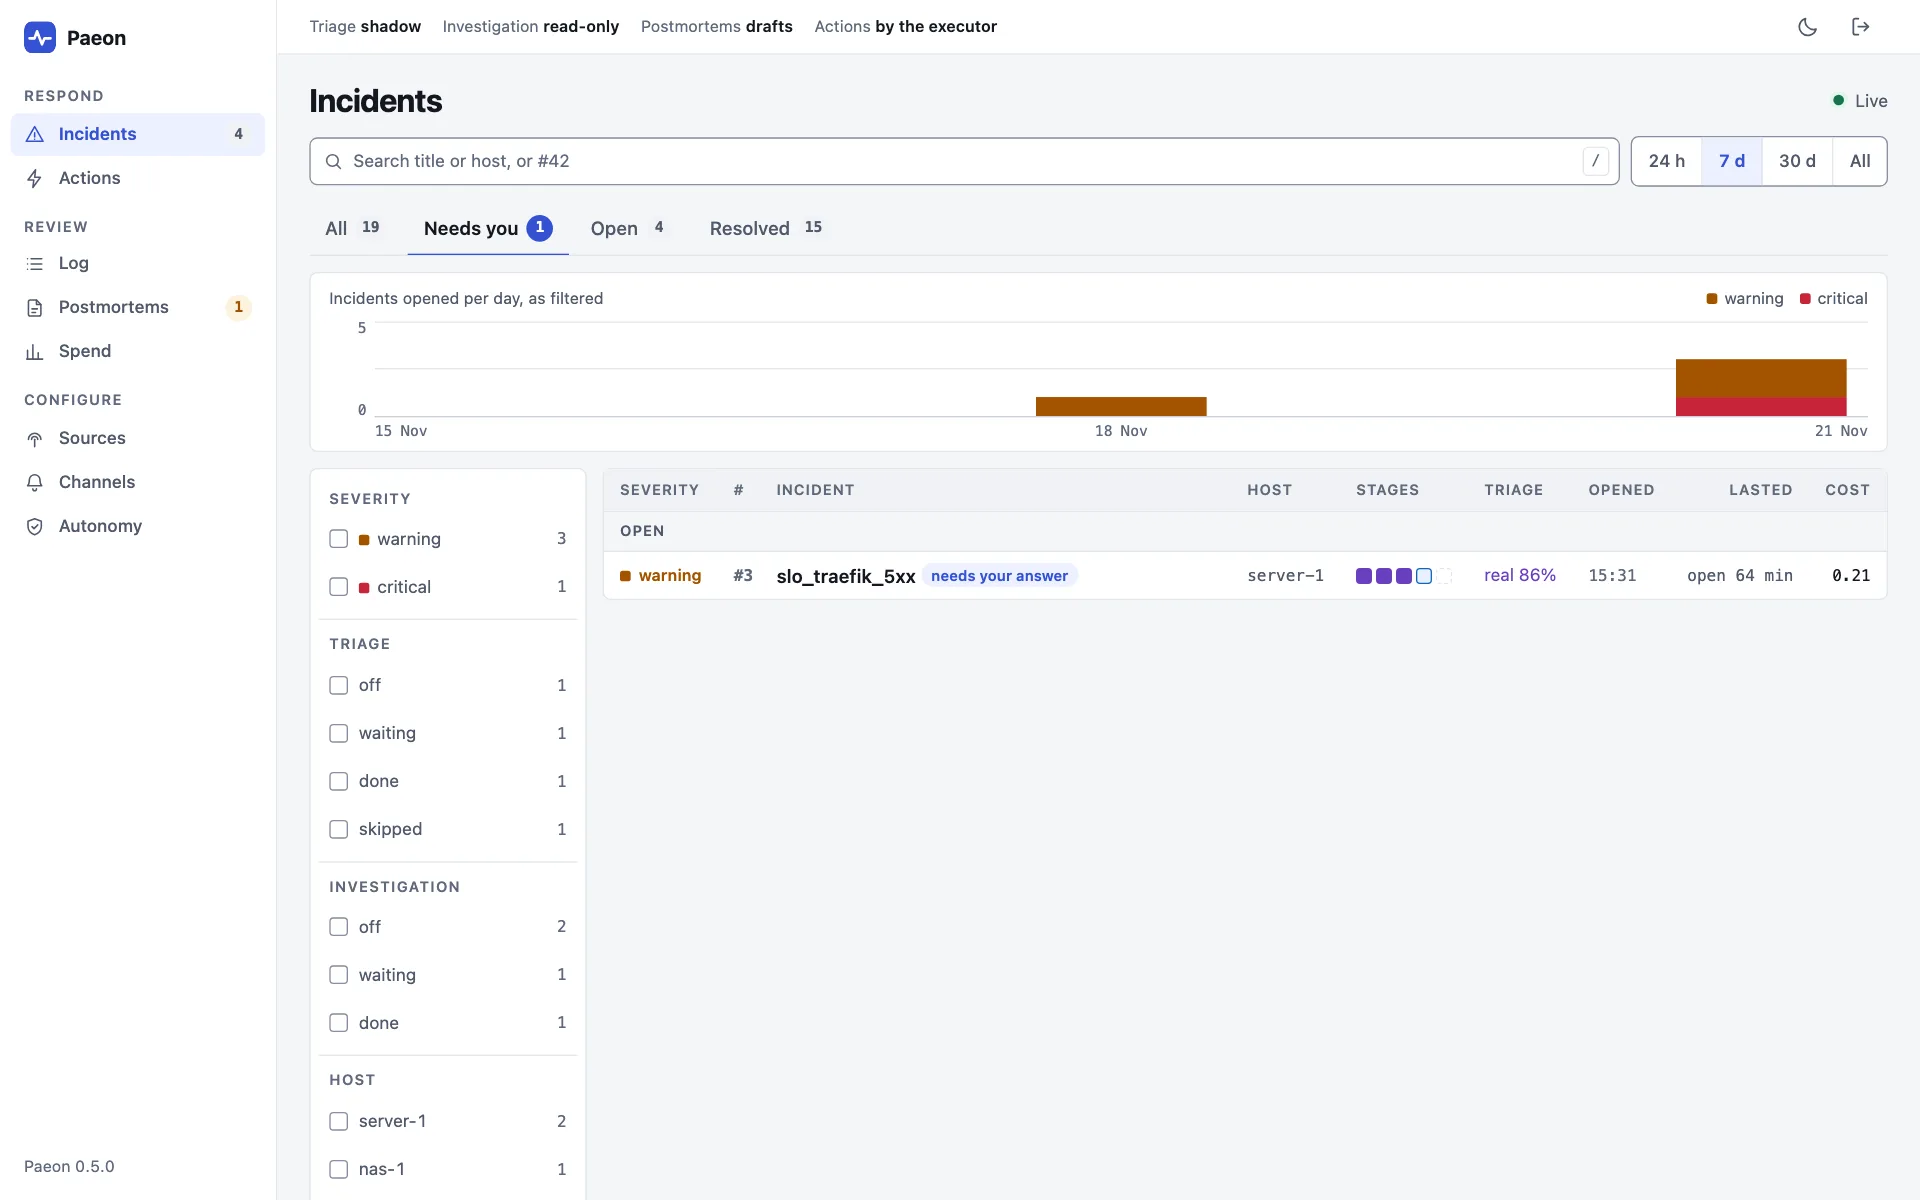 Paeon
RESPOND
Incidents 4
Actions
REVIEW
Log
Postmortems 1
Spend
CONFIGURE
Sources
Channels
Autonomy
Paeon 0.5.0
Triage shadow Investigation read-only Postmortems drafts Actions by the executor
Incidents
Live
Search title or host, or #42 /
24 h 7 d 30 d All
All 19 Needs you 1 Open 4 Resolved 15
Incidents opened per day, as filtered
warning critical
5
0
15 Nov 18 Nov 21 Nov
SEVERITY
warning 3
critical 1
TRIAGE
off 1
waiting 1
done 1
skipped 1
INVESTIGATION
off 2
waiting 1
done 1
HOST
server-1 2
nas-1 1
SEVERITY # INCIDENT HOST STAGES TRIAGE OPENED LASTED COST
OPEN
warning #3 slo_traefik_5xx needs your answer server-1 real 86% 15:31 open 64 min 0.21